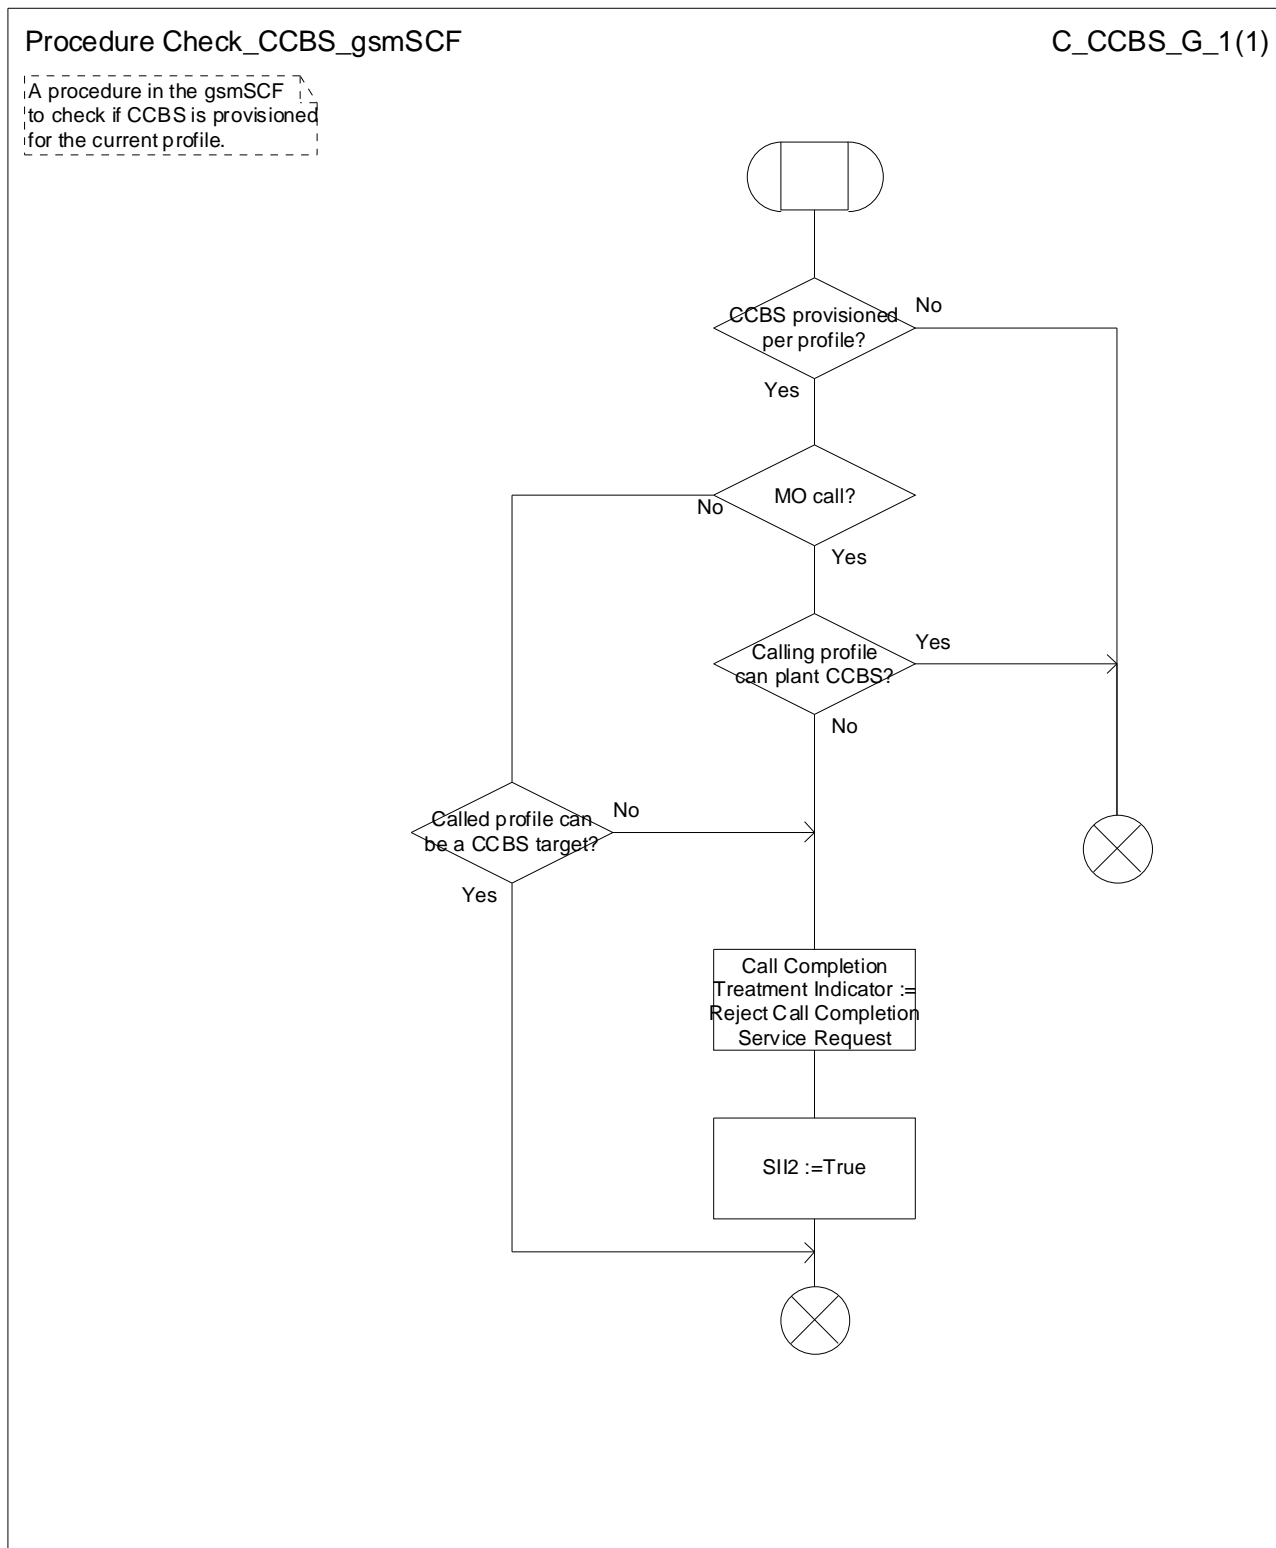 Procedure Check_CCBS_gsmSCF
C_CCBS_G_1(1)
A procedure in the gsmSCF
to check if CCBS is provisioned
for the current profile.
CCBS provisioned
per profile?
No
Yes
MO call?
No
Yes
Calling profile
can plant CCBS?
Yes
No
Called profile can
be a CCBS target?
No
Yes
Call Completion
Treatment Indicator :=
Reject Call Completion
Service Request
SII2 :=True